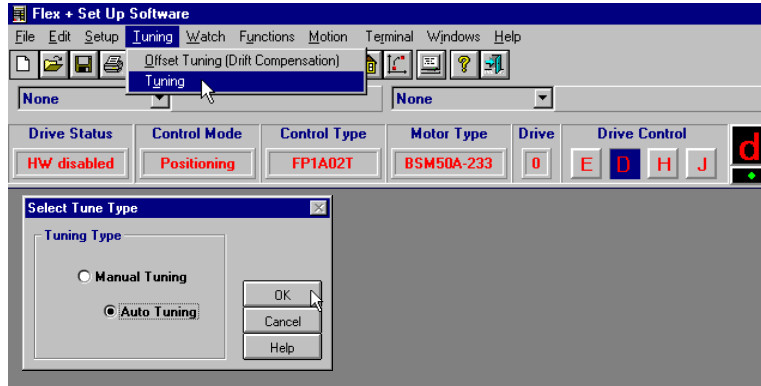 Flex + Set Up Software
File Edit Setup Tuning Watch Functions Motion Terminal Windows Help
Offset Tuning (Drift Compensation)
Tuning
None None
Drive Status Control Mode Control Type Motor Type Drive Drive Control
HW disabled Positioning FP1A02T BSM50A-233 0 E D H J d
Select Tune Type
Tuning Type
Manual Tuning
Auto Tuning
OK
Cancel
Help